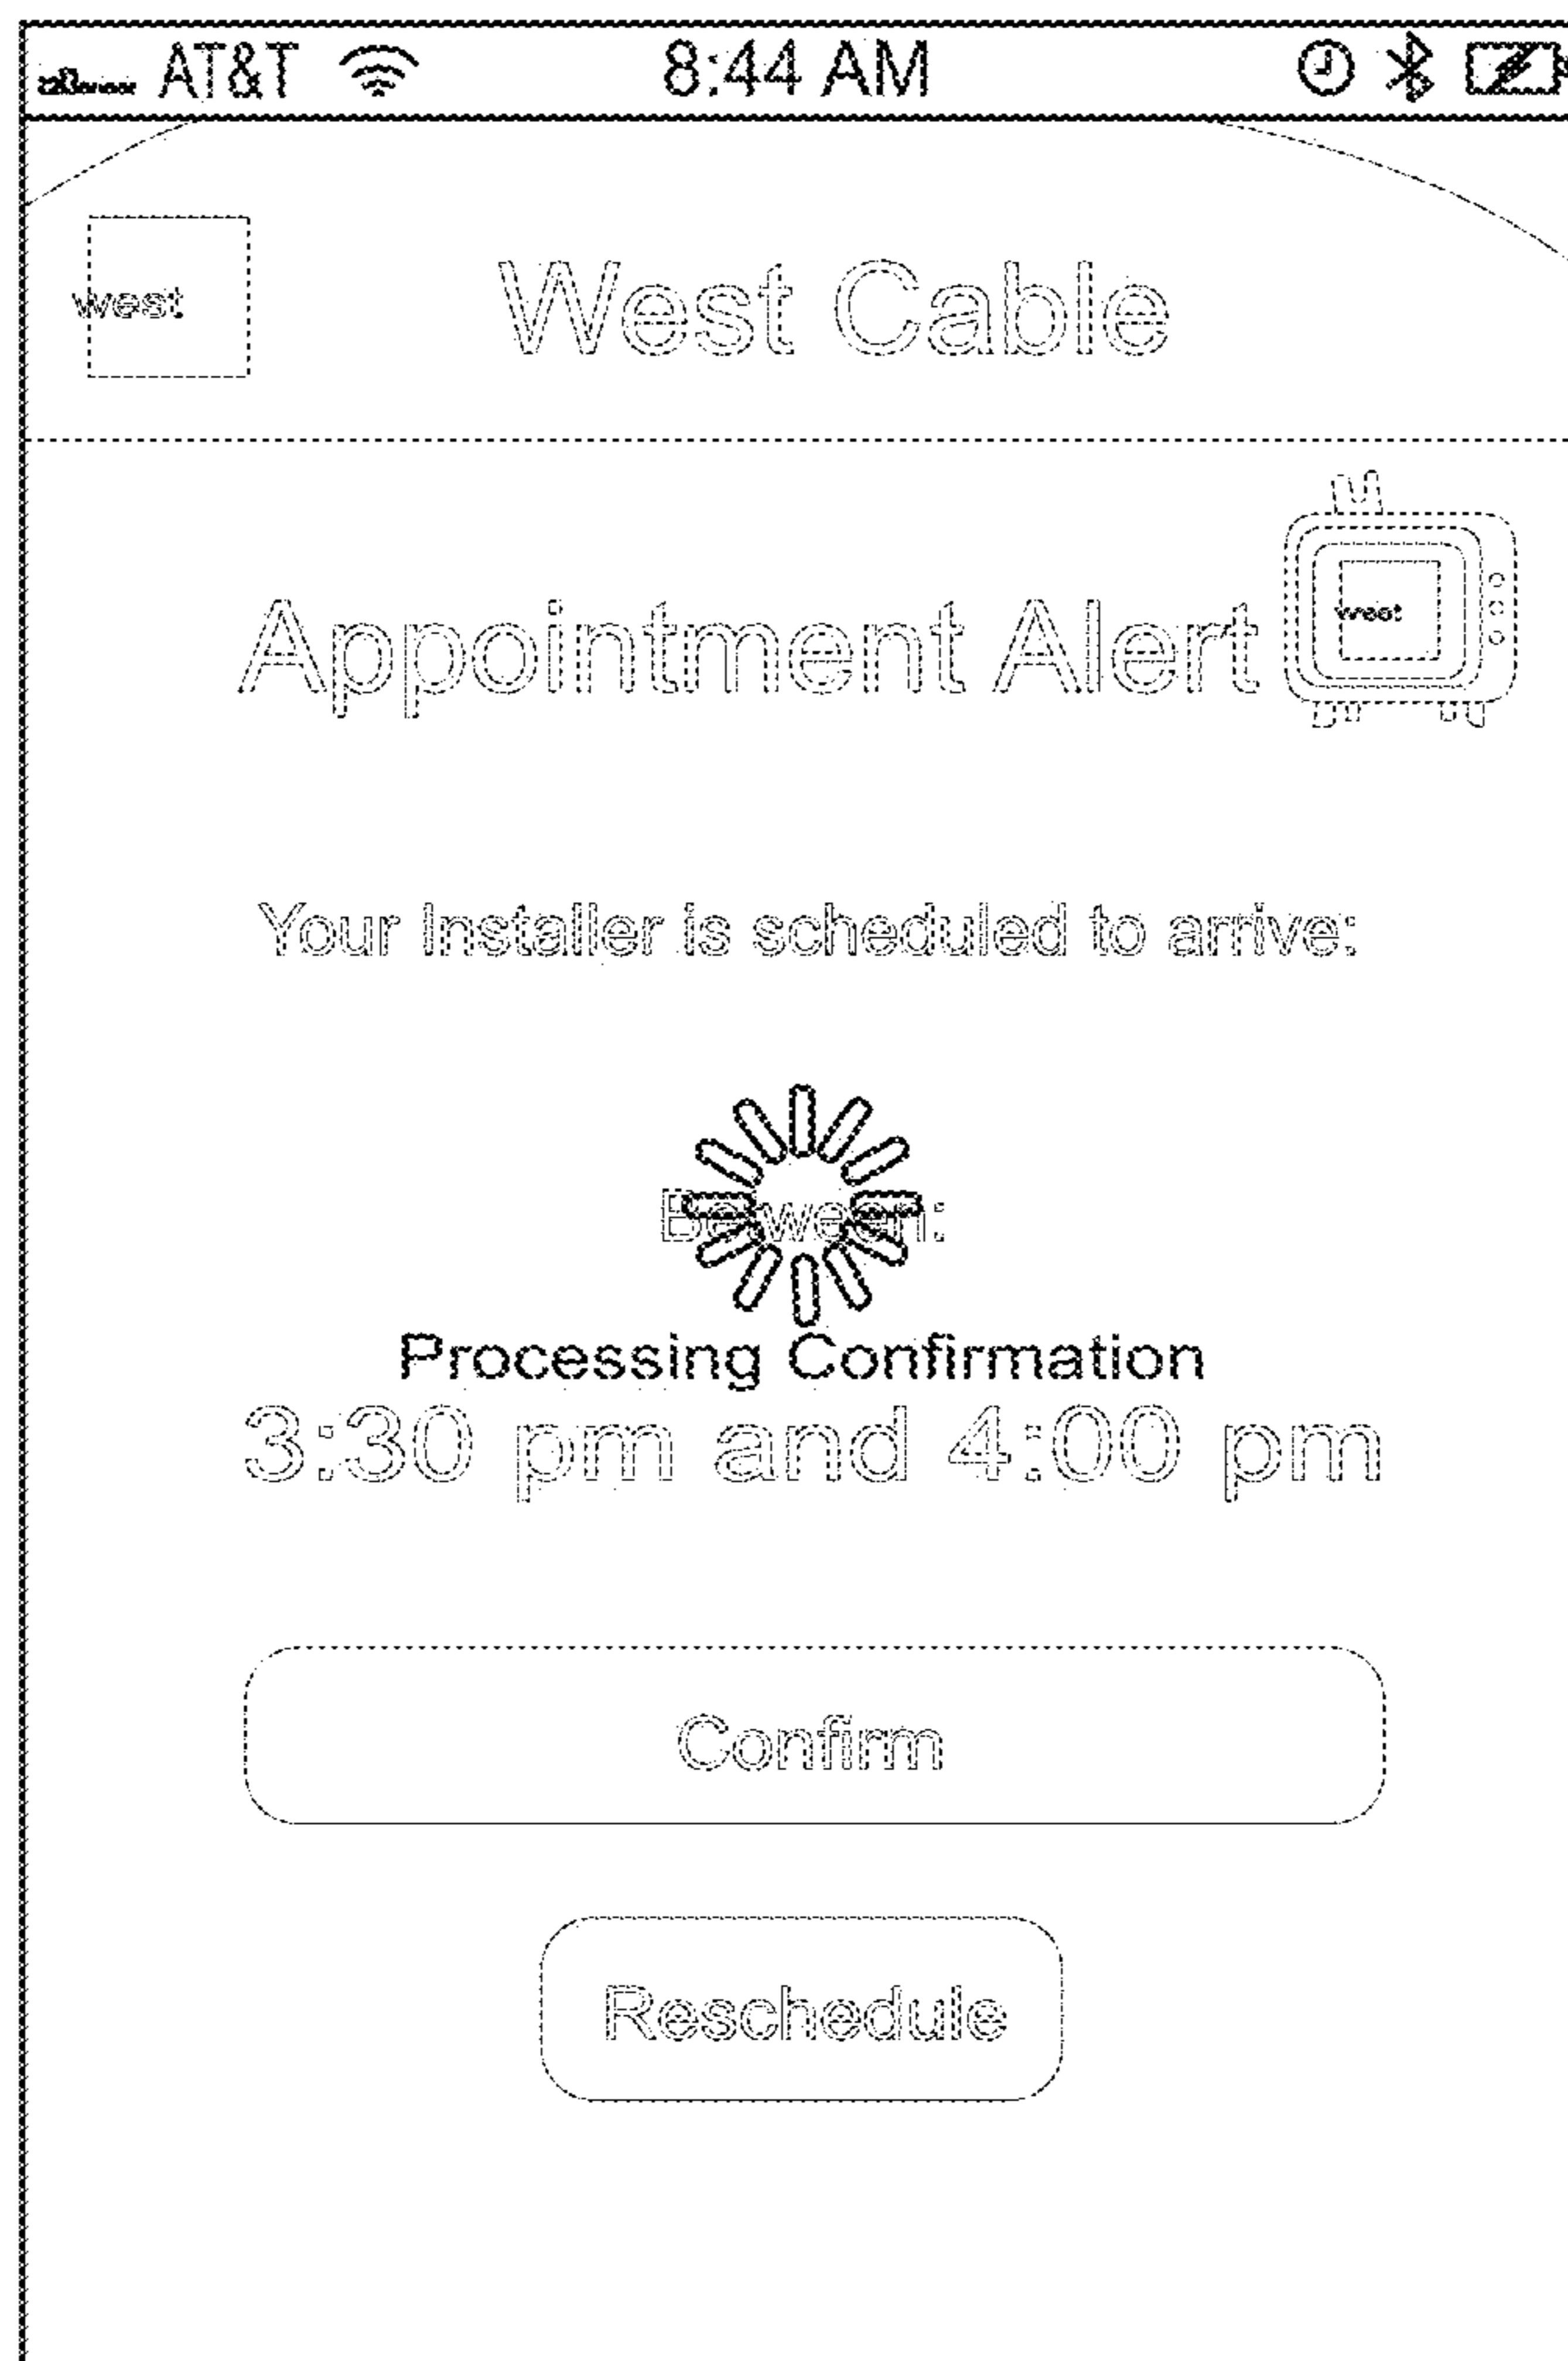 AT&T 8:44 AM
west West Cable
Appointment Alert west
Your Installer is scheduled to arrive:
Between:
Processing Confirmation
3:30 pm and 4:00 pm
Confirm
Reschedule